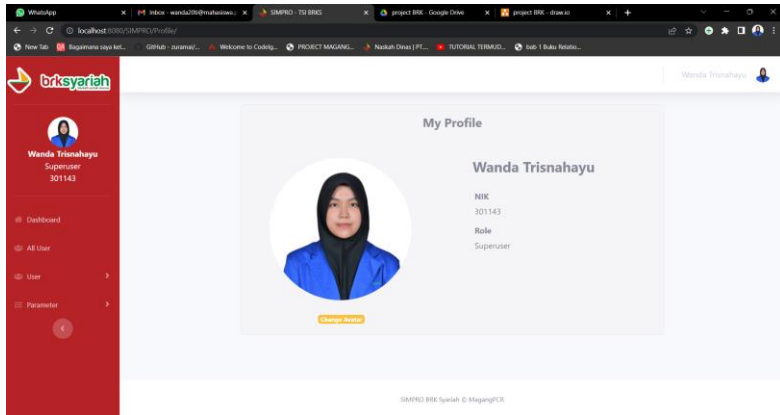 WhatsApp
Inbox - wanda20ti@mahasiswa.p
SIMPRO - TSI BRKS
project BRK - Google Drive
project BRK - draw.io
localhost:8080/SIMPRO/Profile/
New Tab
Bagaimana saya ket...
GitHub - zuramai/...
Welcome to CodeIg...
PROJECT MAGANG...
Naskah Dinas | PT....
TUTORIAL TERMUD...
bab 1 Buku Relatio...
brksyariah
Wanda Trisnahayu
Wanda Trisnahayu
Superuser
301143
Dashboard
All User
User
Parameter
My Profile
Wanda Trisnahayu
NIK
301143
Role
Superuser
Change Avatar
SIMPRO BRK Syariah © MagangPCR